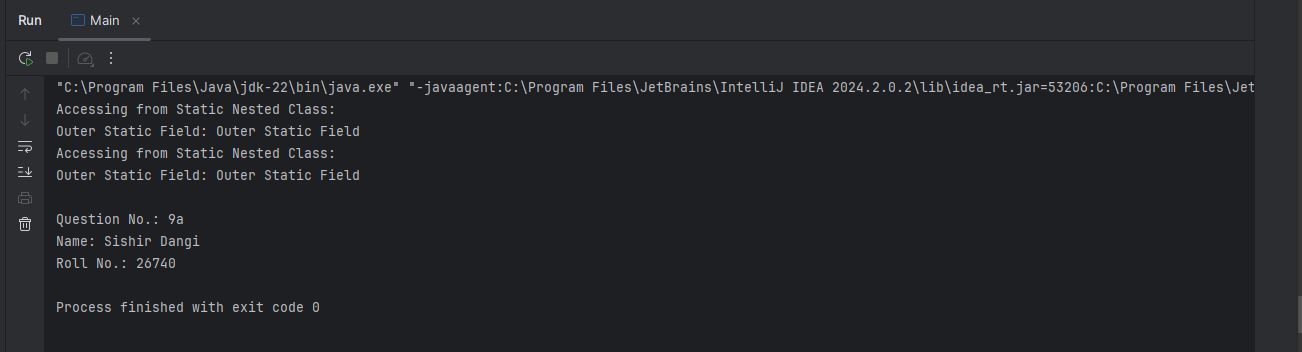 Run Main
"C:\Program Files\Java\jdk-22\bin\java.exe" "-javaagent:C:\Program Files\JetBrains\IntelliJ IDEA 2024.2.0.2\lib\idea_rt.jar=53206:C:\Program Files\Jet
Accessing from Static Nested Class:
Outer Static Field: Outer Static Field
Accessing from Static Nested Class:
Outer Static Field: Outer Static Field
Question No.: 9a
Name: Sishir Dangi
Roll No.: 26740
Process finished with exit code 0